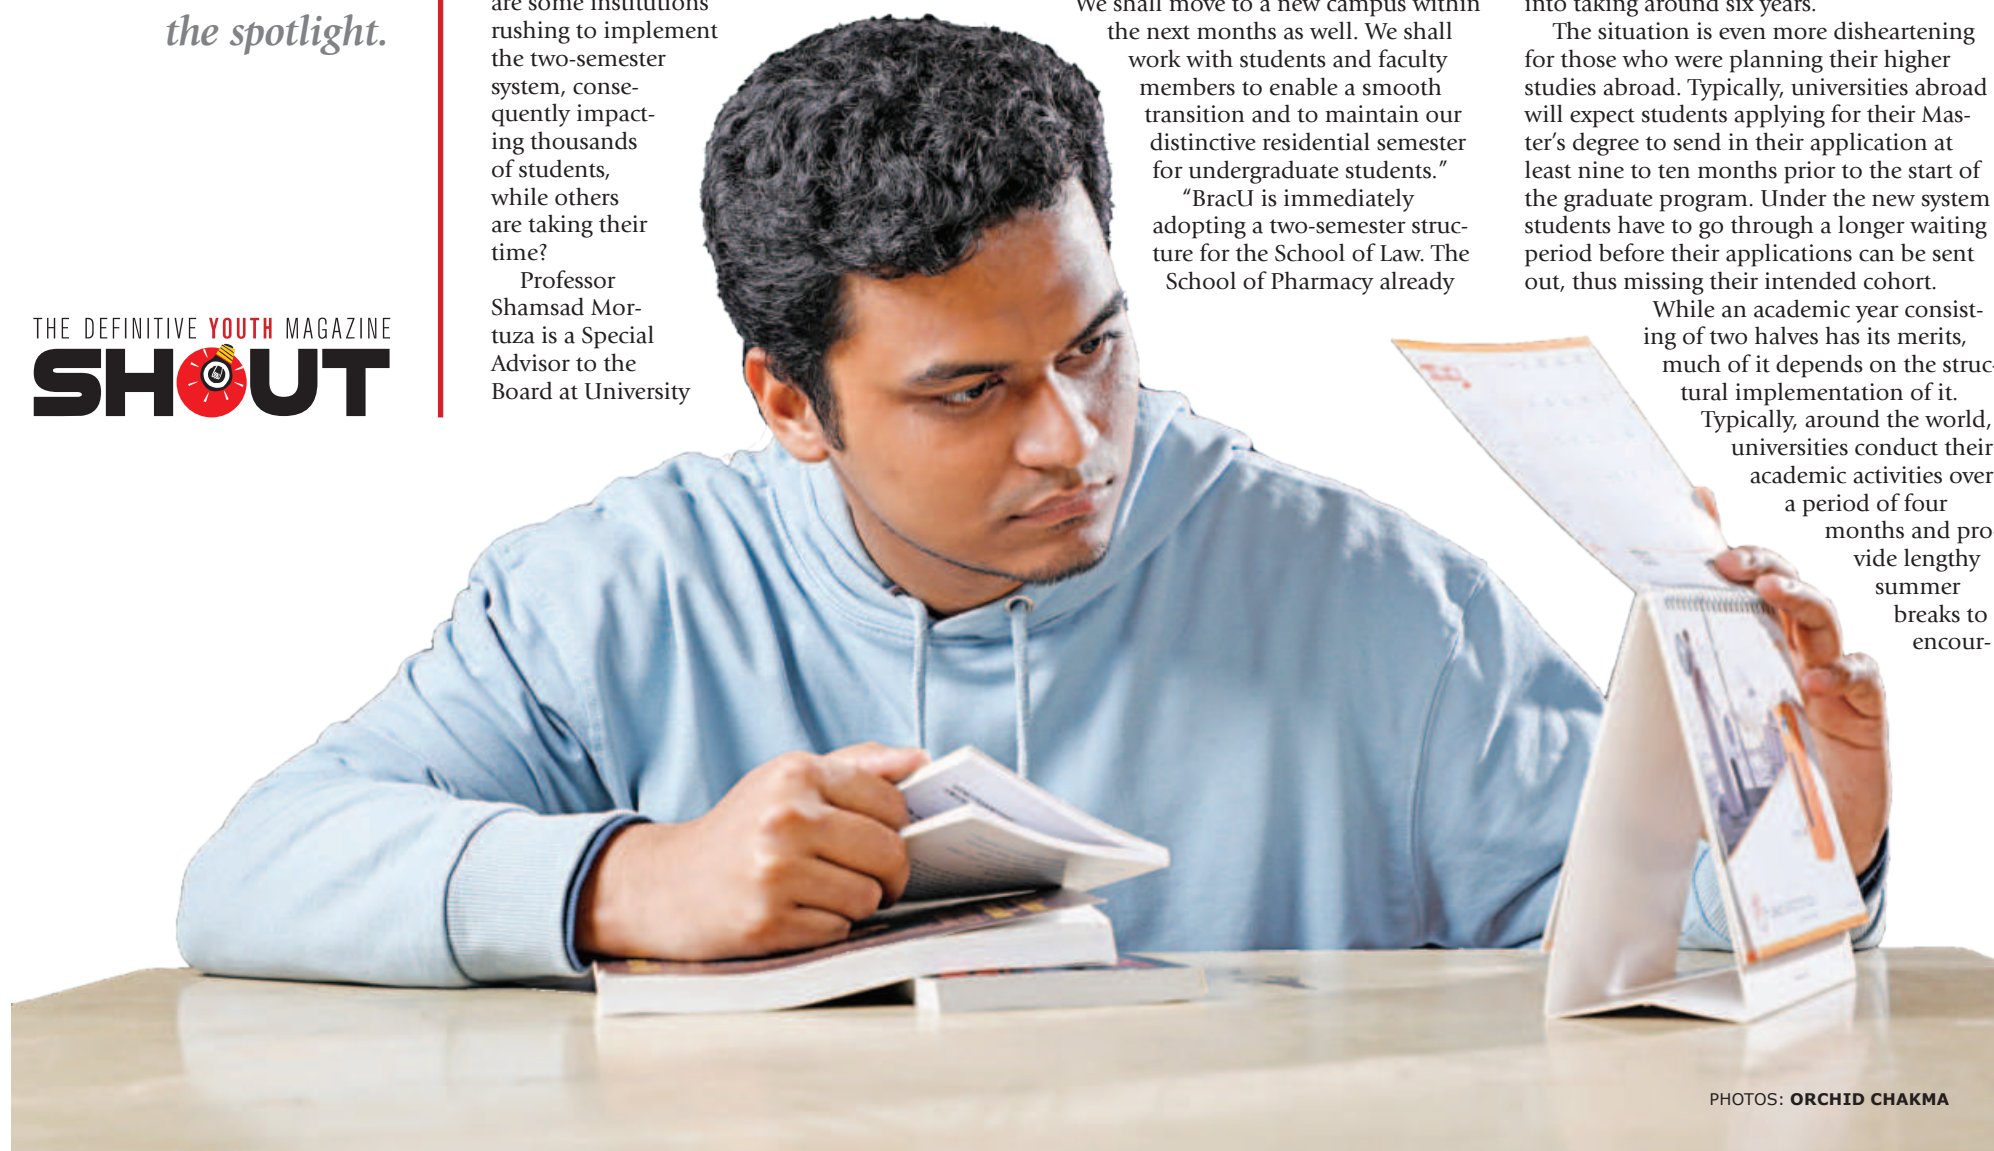 the spotlight.
THE DEFINITIVE YOUTH MAGAZINE
SHOUT
are some institutions
rushing to implement
the two-semester
system, conse-
quently impact-
ing thousands
of students,
while others
are taking their
time?
Professor
Shamsad Mor-
tuza is a Special
Advisor to the
Board at University
We shall move to a new campus within
the next months as well. We shall
work with students and faculty
members to enable a smooth
transition and to maintain our
distinctive residential semester
for undergraduate students.”
“BracU is immediately
adopting a two-semester struc-
ture for the School of Law. The
School of Pharmacy already
into taking around six years.
The situation is even more disheartening
for those who were planning their higher
studies abroad. Typically, universities abroad
will expect students applying for their Mas-
ter’s degree to send in their application at
least nine to ten months prior to the start of
the graduate program. Under the new system
students have to go through a longer waiting
period before their applications can be sent
out, thus missing their intended cohort.
While an academic year consist-
ing of two halves has its merits,
much of it depends on the struc-
tural implementation of it.
Typically, around the world,
universities conduct their
academic activities over
a period of four
months and pro-
vide lengthy
summer
breaks to
encour-
PHOTOS: ORCHID CHAKMA